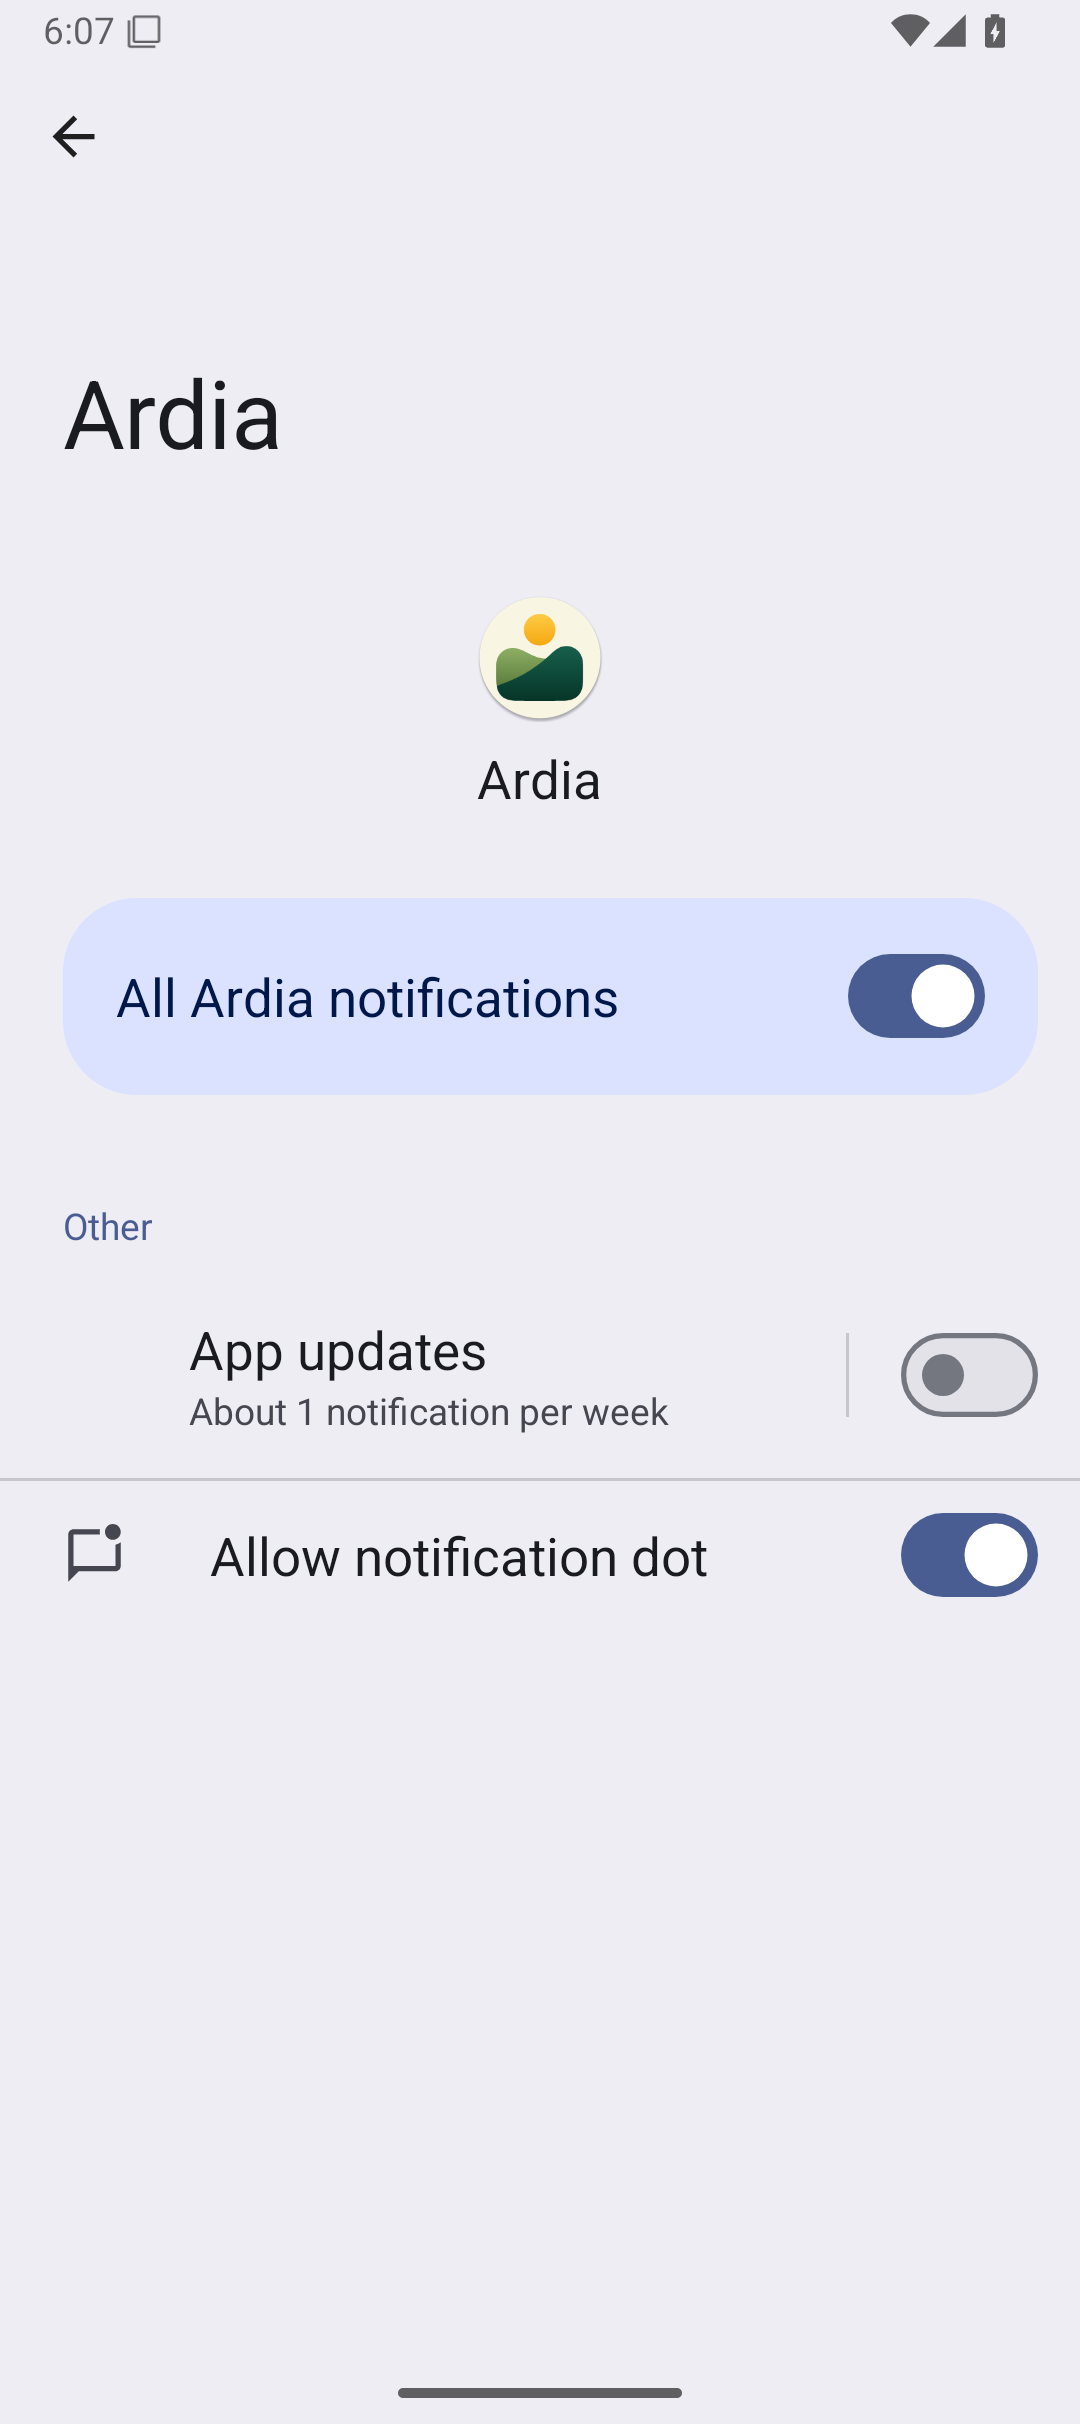 6:07
Ardia
Ardia
All Ardia notifications
Other
App updates
About 1 notification per week
Allow notification dot